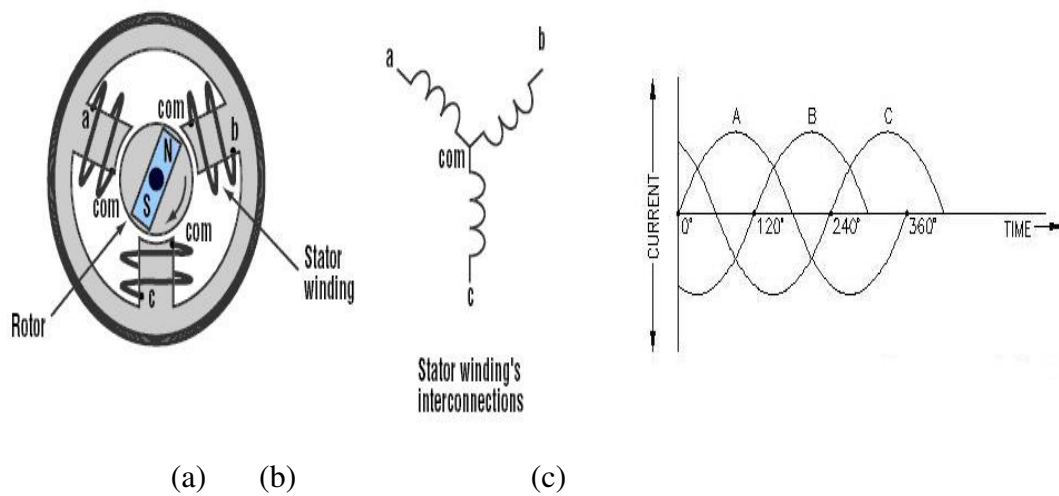 a
com
b
N
S
com
com
c
Rotor
Stator
winding
a
b
com
c
Stator winding's
interconnections
A
B
C
CURRENT
0°
120°
240°
360°
TIME
(a)
(b)
(c)